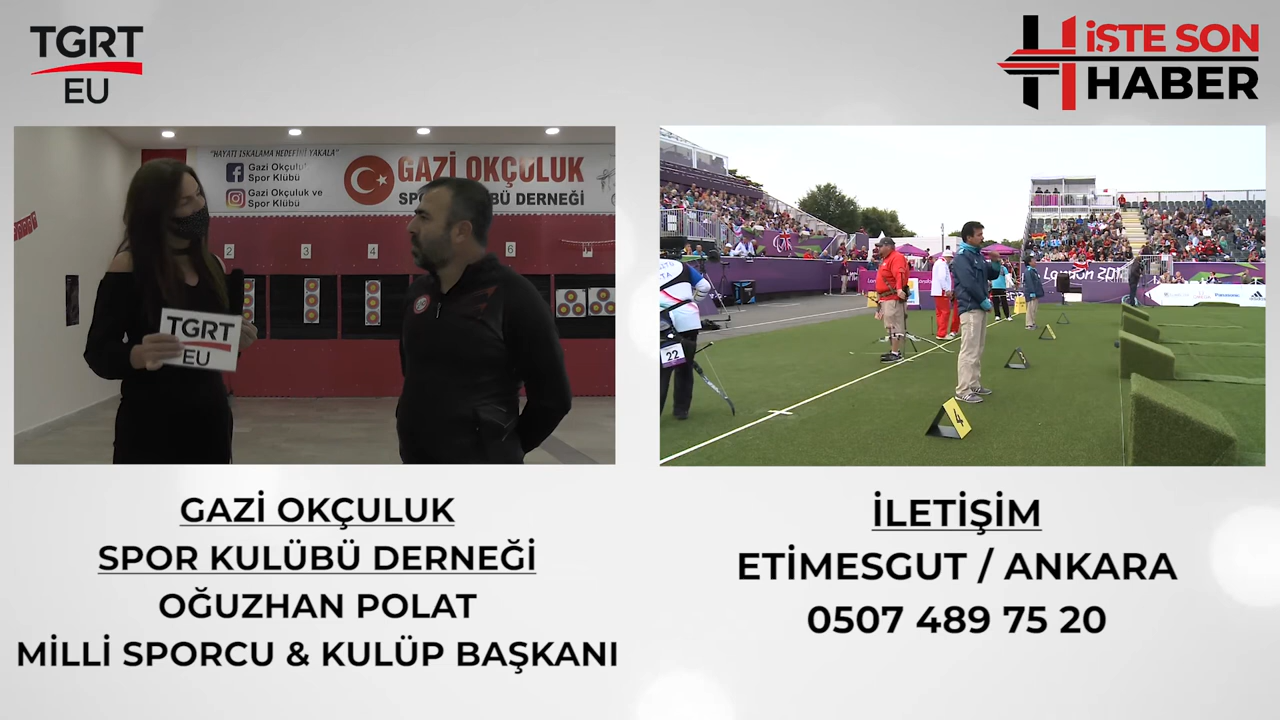 TGRT
EU
İŞTE SON
HABER
"HAYATI ISKALAMA HEDEFİNİ YAKALA"
Gazi Okçulu
Spor Klübü
Gazi Okçuluk ve
Spor Klübü
GAZİ OKÇULUK
SPOR KULÜBÜ DERNEĞİ
2
3
4
6
TGRT
EU
London 201
22
4
GAZİ OKÇULUK
SPOR KULÜBÜ DERNEĞİ
OĞUZHAN POLAT
MİLLİ SPORCU & KULÜP BAŞKANI
İLETİŞİM
ETİMESGUT / ANKARA
0507 489 75 20